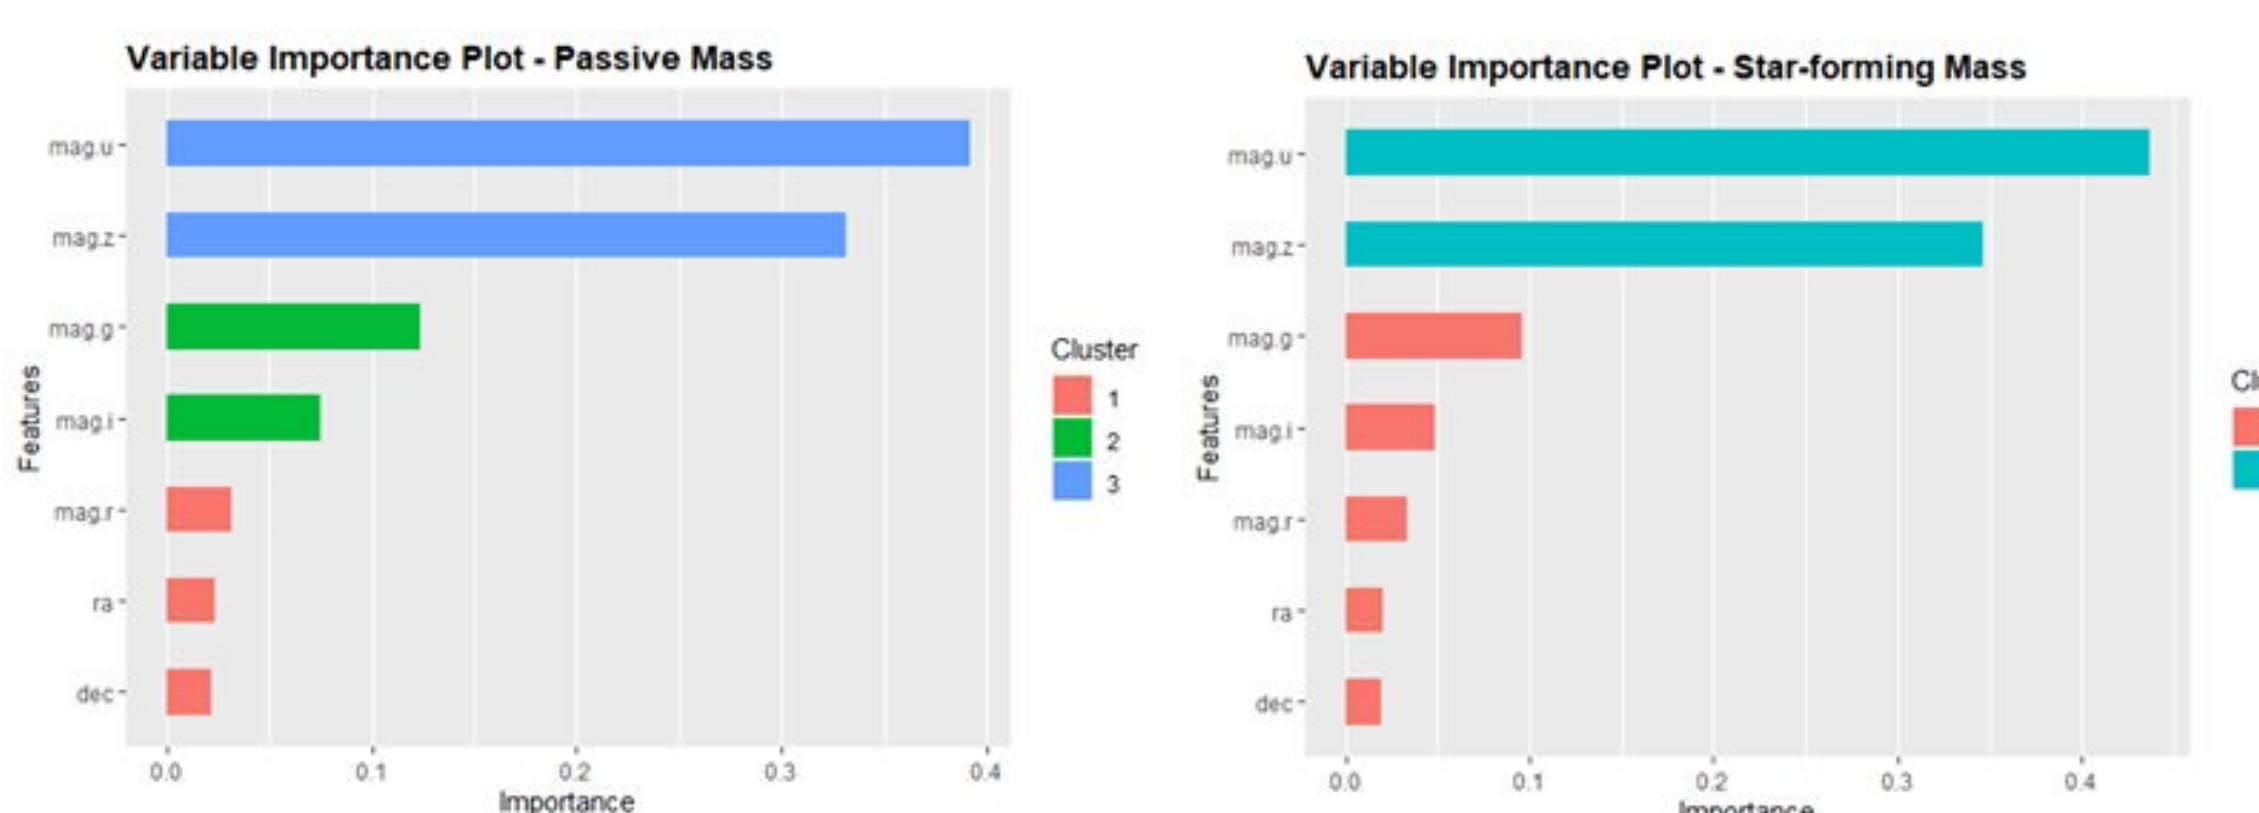 Variable Importance Plot - Passive Mass
mag.u
mag.z
mag.g
mag.i
mag.r
ra
dec
Features
0.0 0.1 0.2 0.3 0.4
Importance
Cluster
1
2
3
Variable Importance Plot - Star-forming Mass
mag.u
mag.z
mag.g
mag.i
mag.r
ra
dec
Features
0.0 0.1 0.2 0.3 0.4
Importance